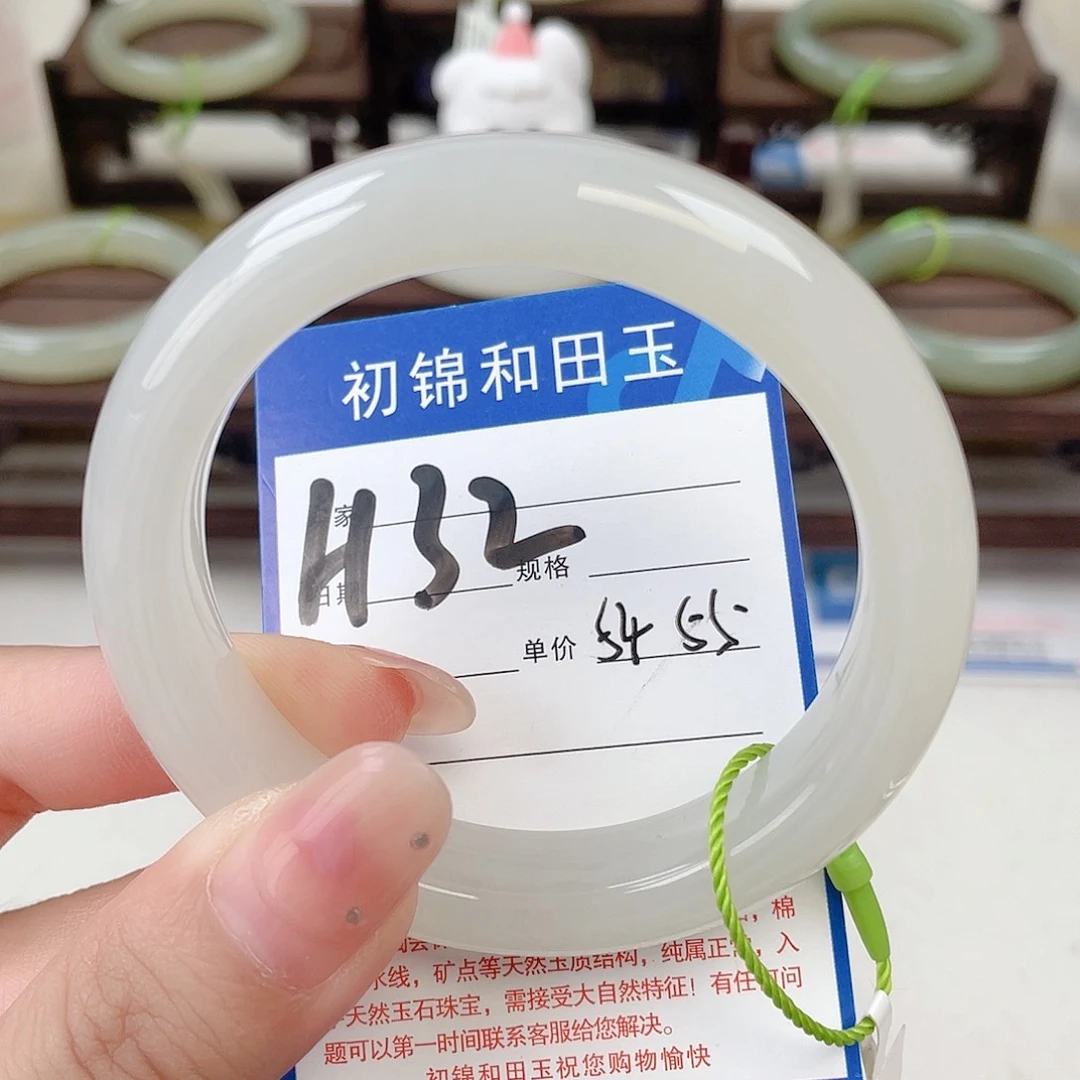 初锦和田玉
家
H32
日期
规格
单价 54 55
棉
水线，矿点等天然玉质结构，纯属正常，入
天然玉石珠宝，需接受大自然特征！有任何问
题可以第一时间联系客服给您解决。
初锦和田玉祝您购物愉快